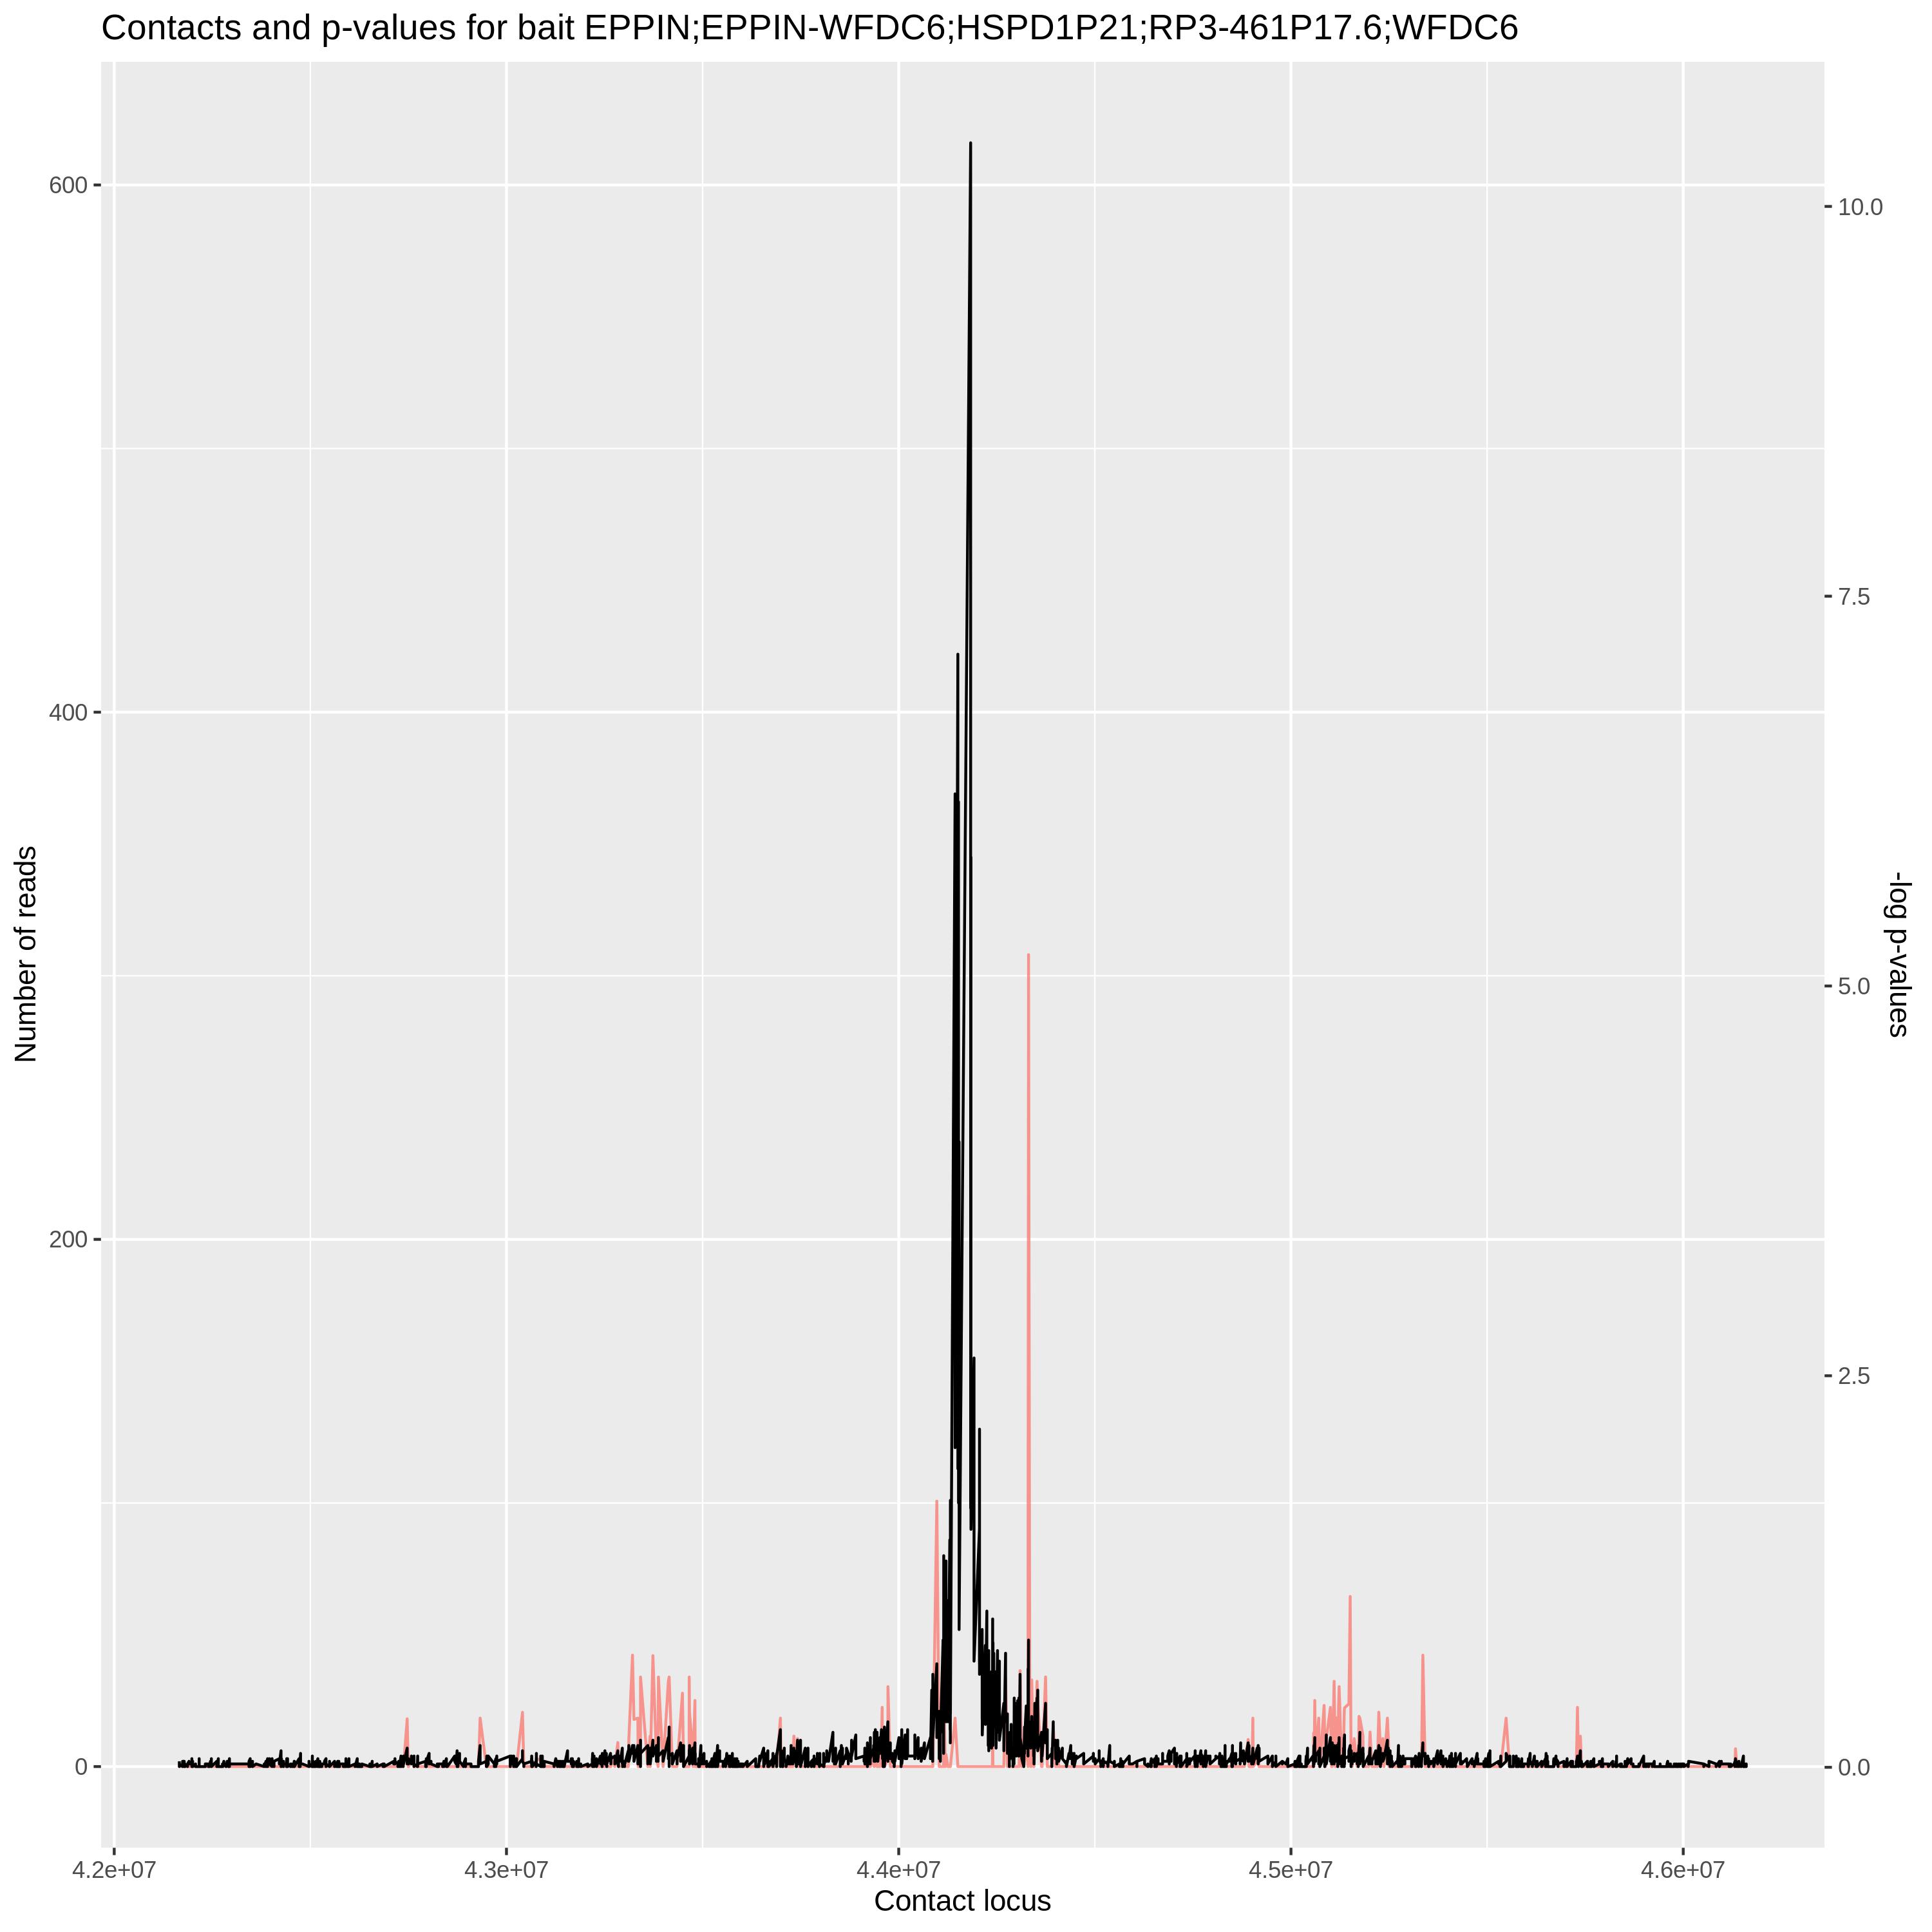 Contacts and p-values for bait EPPIN;EPPIN-WFDC6;HSPD1P21;RP3-461P17.6;WFDC6
600
400
200
0
Number of reads
10.0
7.5
5.0
2.5
0.0
-log p-values
4.2e+07
4.3e+07
4.4e+07
4.5e+07
4.6e+07
Contact locus